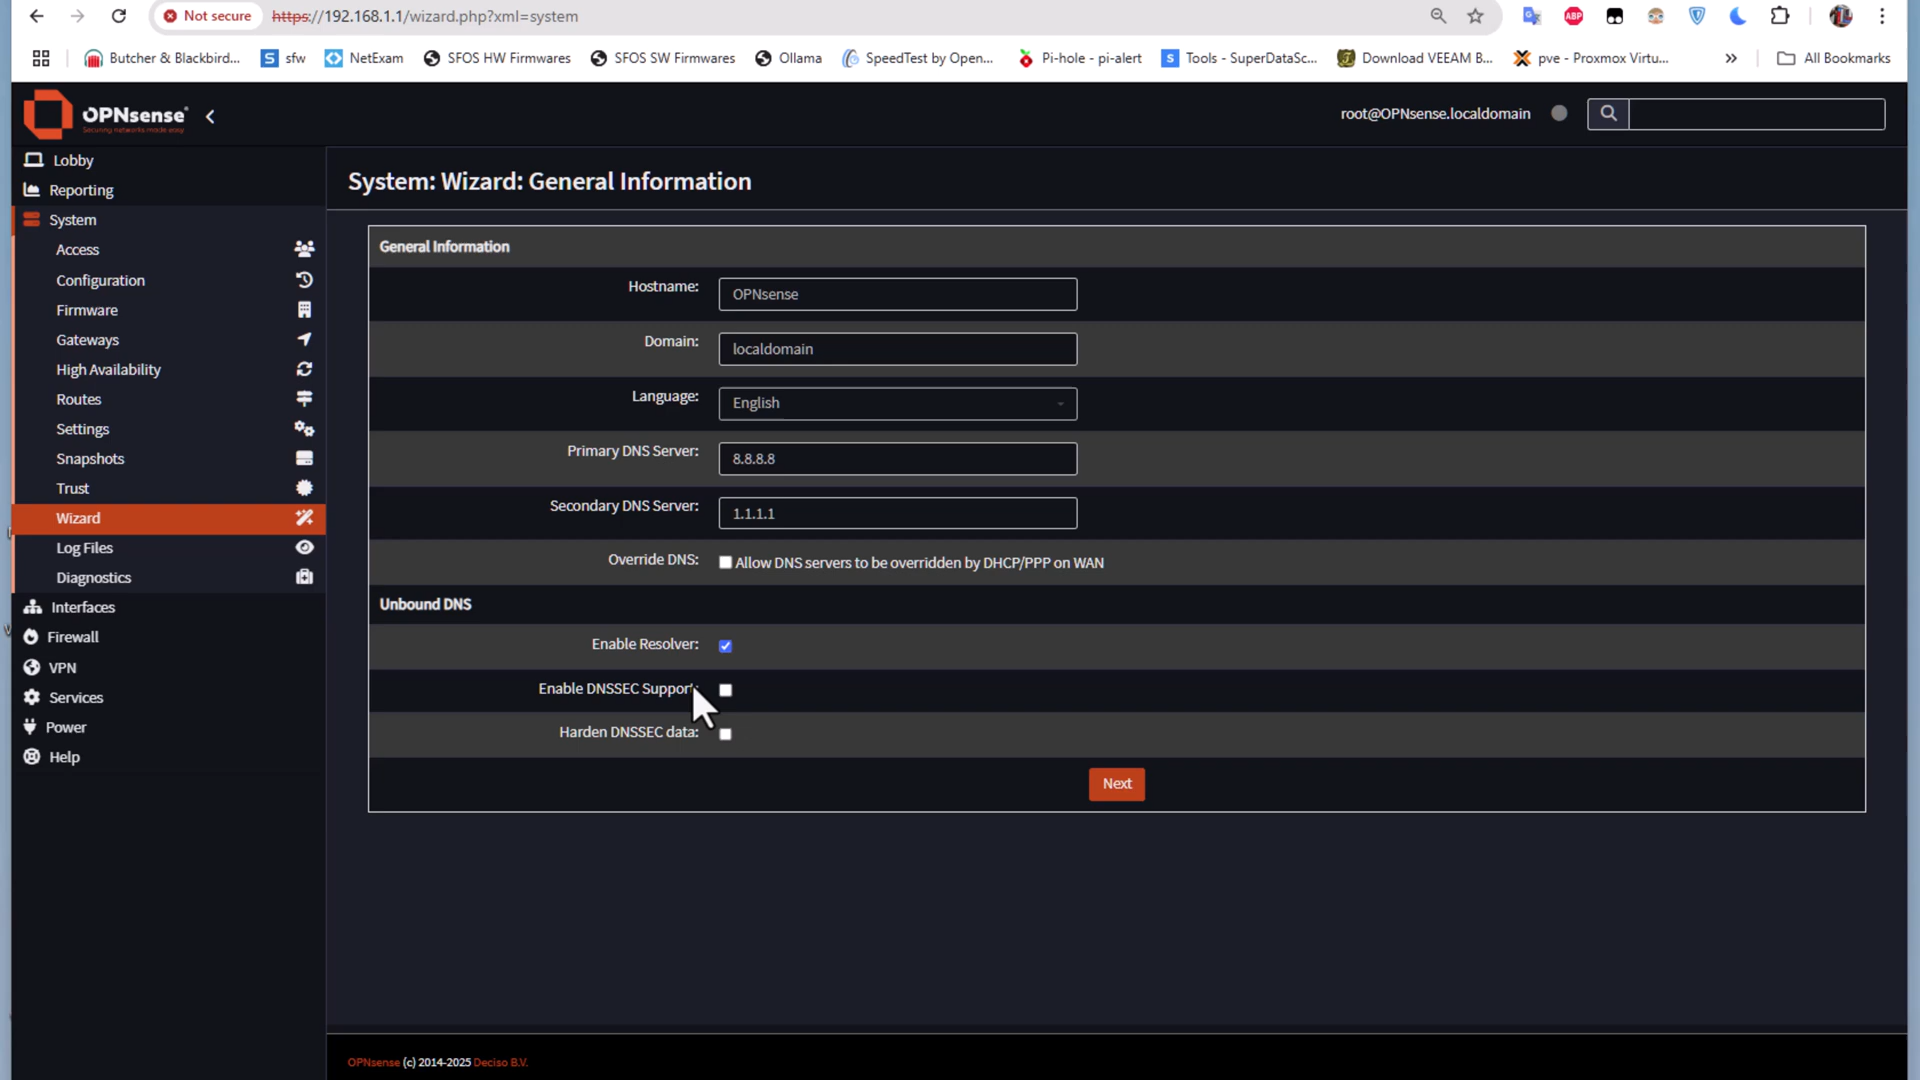 Not secure
https://192.168.1.1/wizard.php?xml=system
ABP
Butcher & Blackbird...
S sfw
NetExam
SFOS HW Firmwares
SFOS SW Firmwares
Ollama
SpeedTest by Open...
Pi-hole - pi-alert
S Tools - SuperDataSc...
Download VEEAM B...
pve - Proxmox Virtu...
»
All Bookmarks
OPNsense
Securing networks made easy
root@OPNsense.localdomain
Lobby
Reporting
System
Access
Configuration
Firmware
Gateways
High Availability
Routes
Settings
Snapshots
Trust
Wizard
Log Files
Diagnostics
Interfaces
Firewall
VPN
Services
Power
Help
System: Wizard: General Information
General Information
Hostname: OPNsense
Domain: localdomain
Language: English
Primary DNS Server: 8.8.8.8
Secondary DNS Server: 1.1.1.1
Override DNS: Allow DNS servers to be overridden by DHCP/PPP on WAN
Unbound DNS
Enable Resolver:
Enable DNSSEC Support:
Harden DNSSEC data:
Next
OPNsense (c) 2014-2025 Deciso B.V.